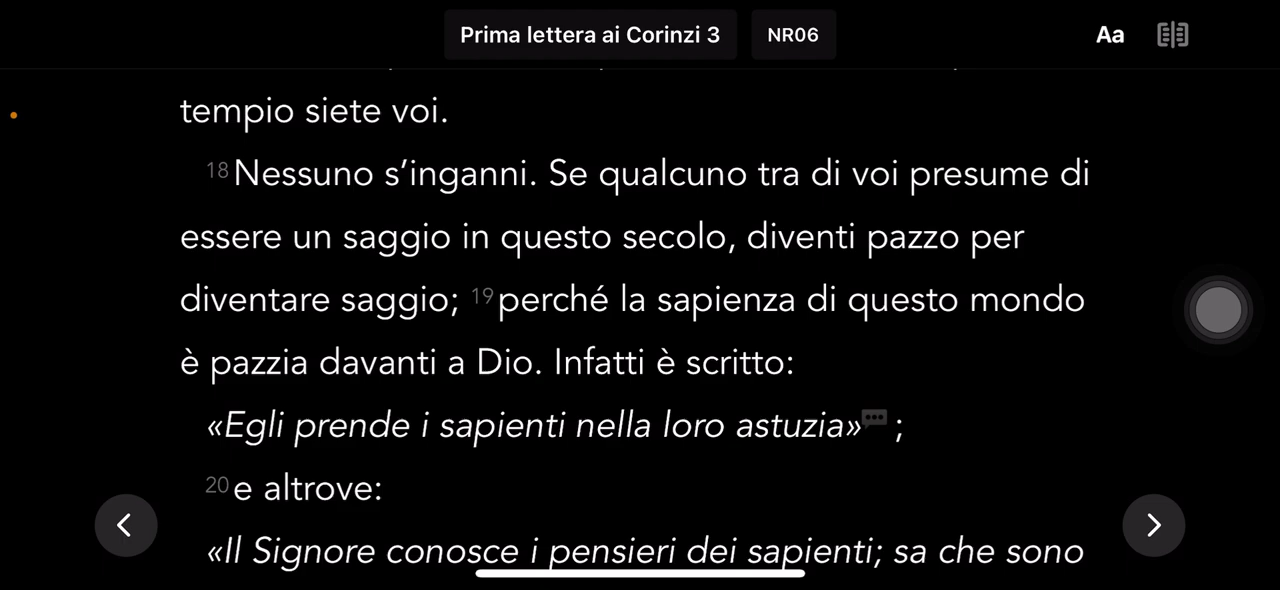 Prima lettera ai Corinzi 3 NR06 Aa
tempio siete voi.
18 Nessuno s’inganni. Se qualcuno tra di voi presume di
essere un saggio in questo secolo, diventi pazzo per
diventare saggio; 19 perché la sapienza di questo mondo
è pazzia davanti a Dio. Infatti è scritto:
«Egli prende i sapienti nella loro astuzia» ;
20 e altrove:
«Il Signore conosce i pensieri dei sapienti; sa che sono